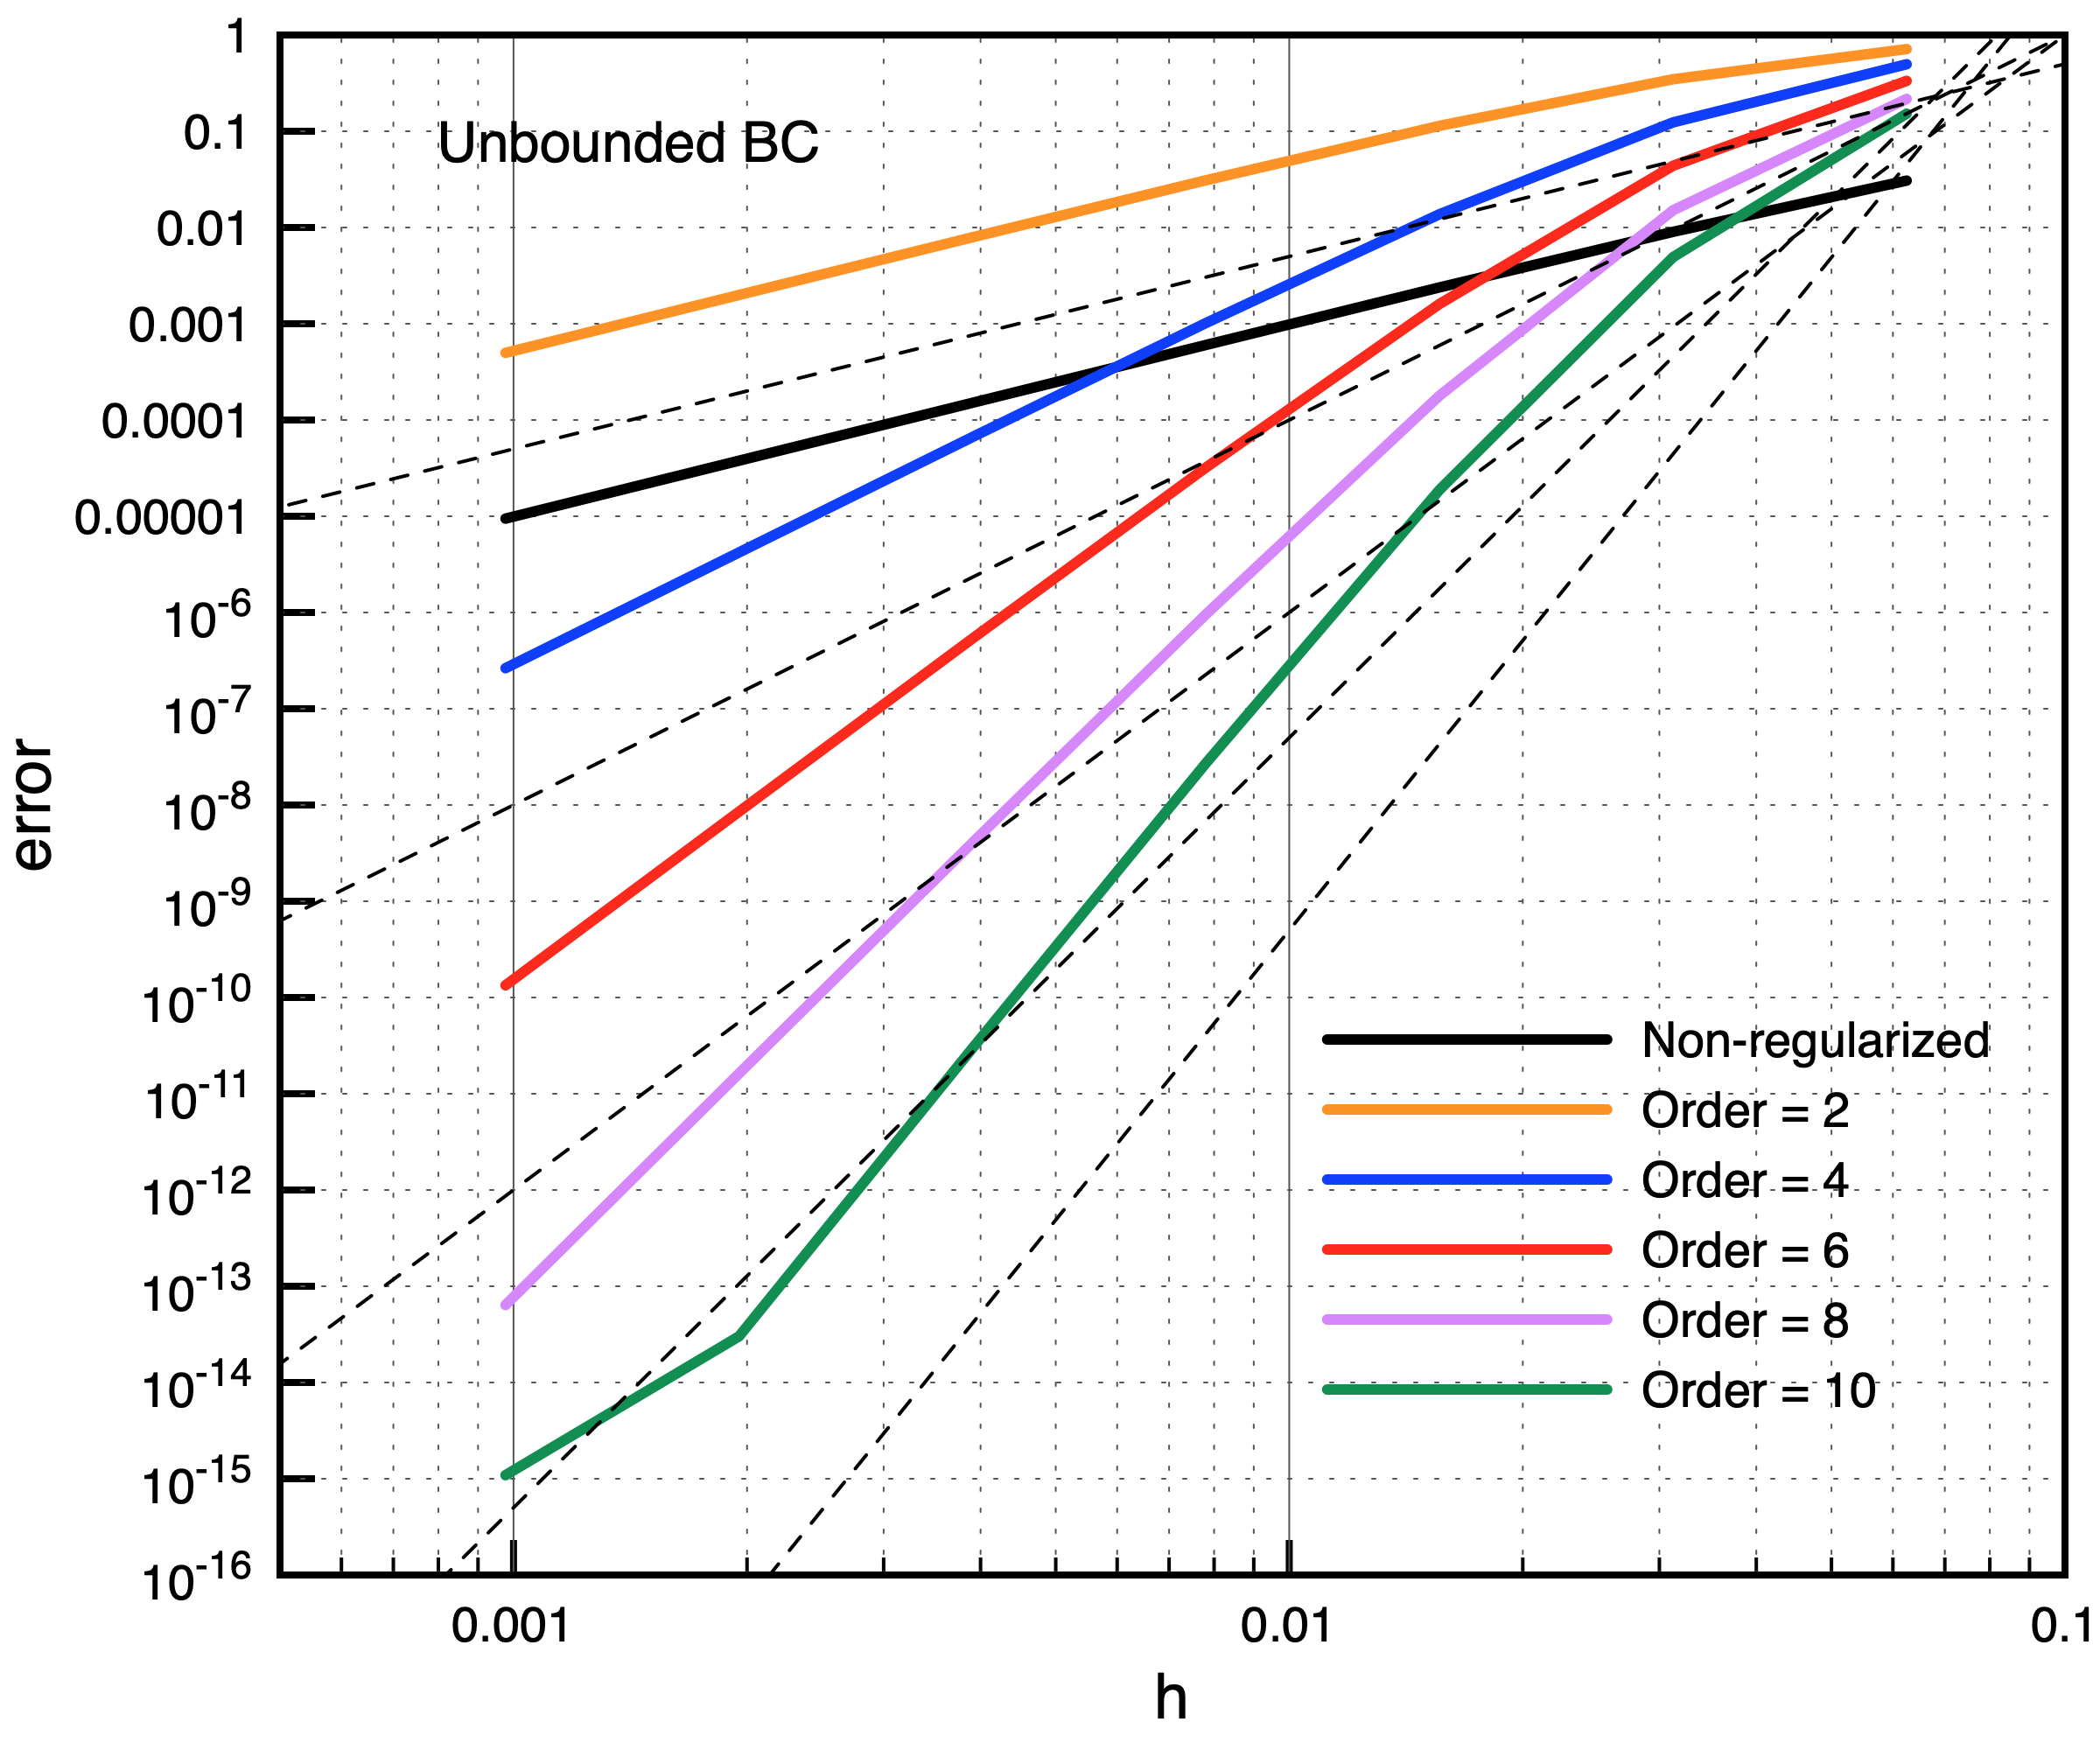 1
0.1
0.01
0.001
0.0001
0.00001
10-6
10-7
10-8
10-9
10-10
10-11
10-12
10-13
10-14
10-15
10-16
error
Unbounded BC
Non-regularized
Order = 2
Order = 4
Order = 6
Order = 8
Order = 10
0.001 0.01 0.1
h